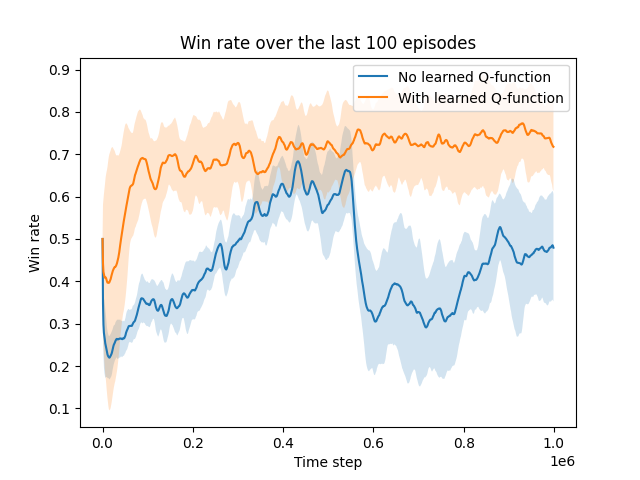 Win rate over the last 100 episodes
No learned Q-function
With learned Q-function
Win rate
0.9
0.8
0.7
0.6
0.5
0.4
0.3
0.2
0.1
0.0 0.2 0.4 0.6 0.8 1.0
1e6
Time step